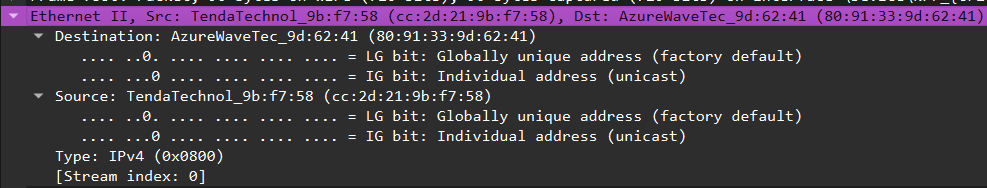 Ethernet II, Src: TendaTechnol_9b:f7:58 (cc:2d:21:9b:f7:58), Dst: AzureWaveTec_9d:62:41 (80:91:33:9d:62:41)
Destination: AzureWaveTec_9d:62:41 (80:91:33:9d:62:41)
.... ..0. .... .... .... .... = LG bit: Globally unique address (factory default)
.... ...0 .... .... .... .... = IG bit: Individual address (unicast)
Source: TendaTechnol_9b:f7:58 (cc:2d:21:9b:f7:58)
.... ..0. .... .... .... .... = LG bit: Globally unique address (factory default)
.... ...0 .... .... .... .... = IG bit: Individual address (unicast)
Type: IPv4 (0x0800)
[Stream index: 0]